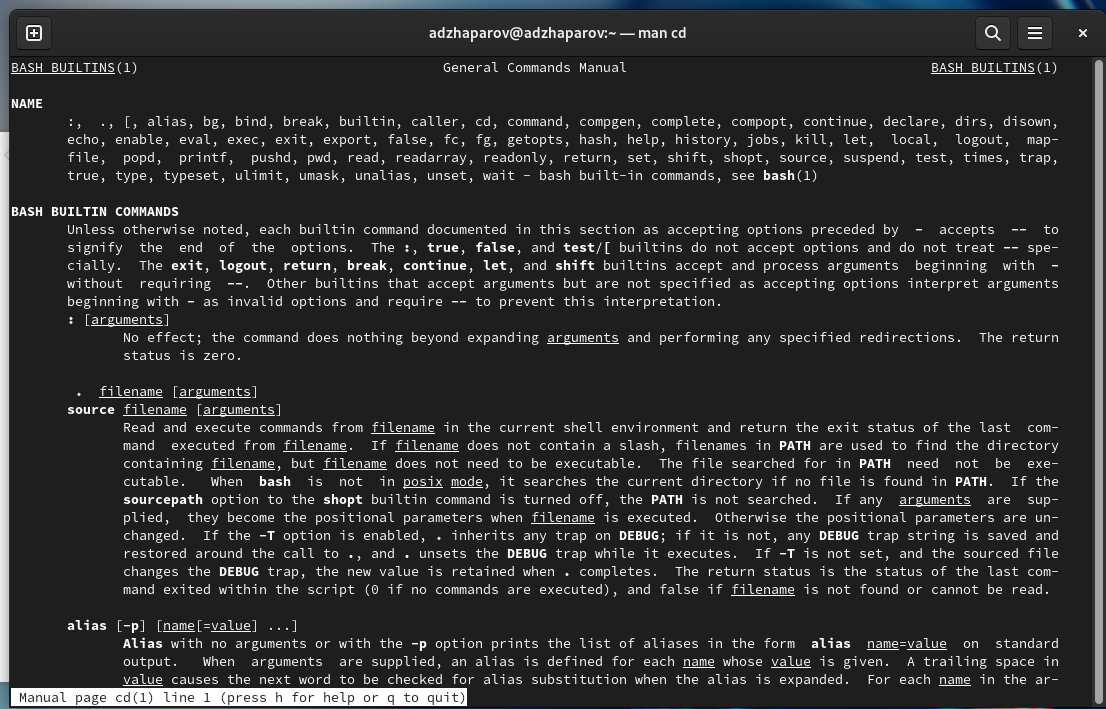 adzhaparov@adzhaparov:~ — man cd
BASH BUILTINS(1) General Commands Manual BASH BUILTINS(1)
NAME
:, ., [, alias, bg, bind, break, builtin, caller, cd, command, compgen, complete, compopt, continue, declare, dirs, disown,
echo, enable, eval, exec, exit, export, false, fc, fg, getopts, hash, help, history, jobs, kill, let, local, logout, map-
file, popd, printf, pushd, pwd, read, readarray, readonly, return, set, shift, shopt, source, suspend, test, times, trap,
true, type, typeset, ulimit, umask, unalias, unset, wait - bash built-in commands, see bash(1)
BASH BUILTIN COMMANDS
Unless otherwise noted, each builtin command documented in this section as accepting options preceded by - accepts -- to
signify the end of the options. The :, true, false, and test/[ builtins do not accept options and do not treat -- spe-
cially. The exit, logout, return, break, continue, let, and shift builtins accept and process arguments beginning with -
without requiring --. Other builtins that accept arguments but are not specified as accepting options interpret arguments
beginning with - as invalid options and require -- to prevent this interpretation.
: [arguments]
No effect; the command does nothing beyond expanding arguments and performing any specified redirections. The return
status is zero.
. filename [arguments]
source filename [arguments]
Read and execute commands from filename in the current shell environment and return the exit status of the last com-
mand executed from filename. If filename does not contain a slash, filenames in PATH are used to find the directory
containing filename, but filename does not need to be executable. The file searched for in PATH need not be exe-
cutable. When bash is not in posix mode, it searches the current directory if no file is found in PATH. If the
sourcepath option to the shopt builtin command is turned off, the PATH is not searched. If any arguments are sup-
plied, they become the positional parameters when filename is executed. Otherwise the positional parameters are un-
changed. If the -T option is enabled, . inherits any trap on DEBUG; if it is not, any DEBUG trap string is saved and
restored around the call to ., and . unsets the DEBUG trap while it executes. If -T is not set, and the sourced file
changes the DEBUG trap, the new value is retained when . completes. The return status is the status of the last com-
mand exited within the script (0 if no commands are executed), and false if filename is not found or cannot be read.
alias [-p] [name[=value] ...]
Alias with no arguments or with the -p option prints the list of aliases in the form alias name=value on standard
output. When arguments are supplied, an alias is defined for each name whose value is given. A trailing space in
value causes the next word to be checked for alias substitution when the alias is expanded. For each name in the ar-
Manual page cd(1) line 1 (press h for help or q to quit)